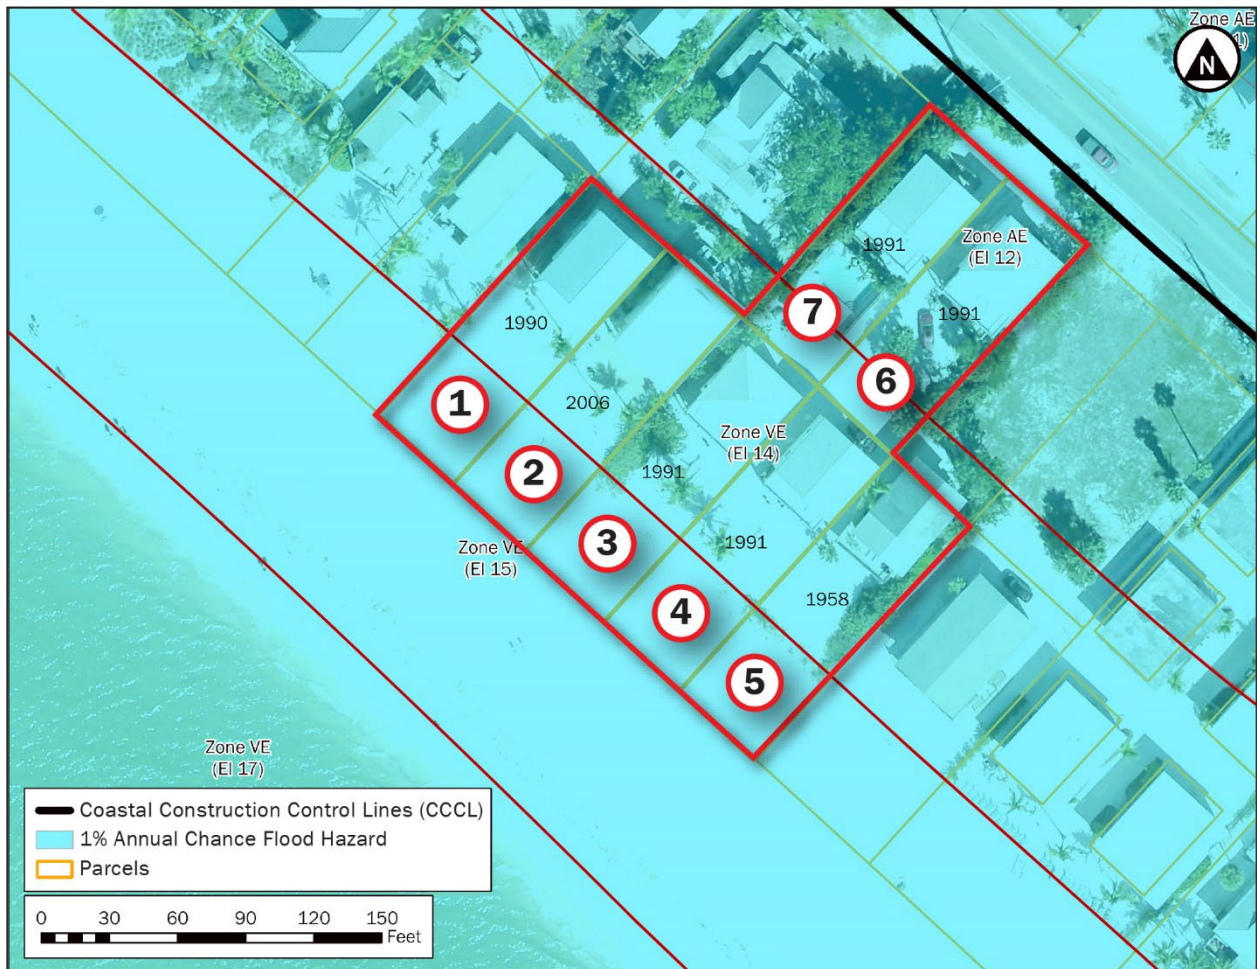 Zone AE
N
1991
Zone AE
(El 12)
7
1991
1990
6
1
2006
Zone VE
(El 14)
2
1991
3
1991
Zone VE
(El 15)
1958
4
5
Zone VE
(El 17)
Coastal Construction Control Lines (CCCL)
1% Annual Chance Flood Hazard
Parcels
0 30 60 90 120 150
Feet